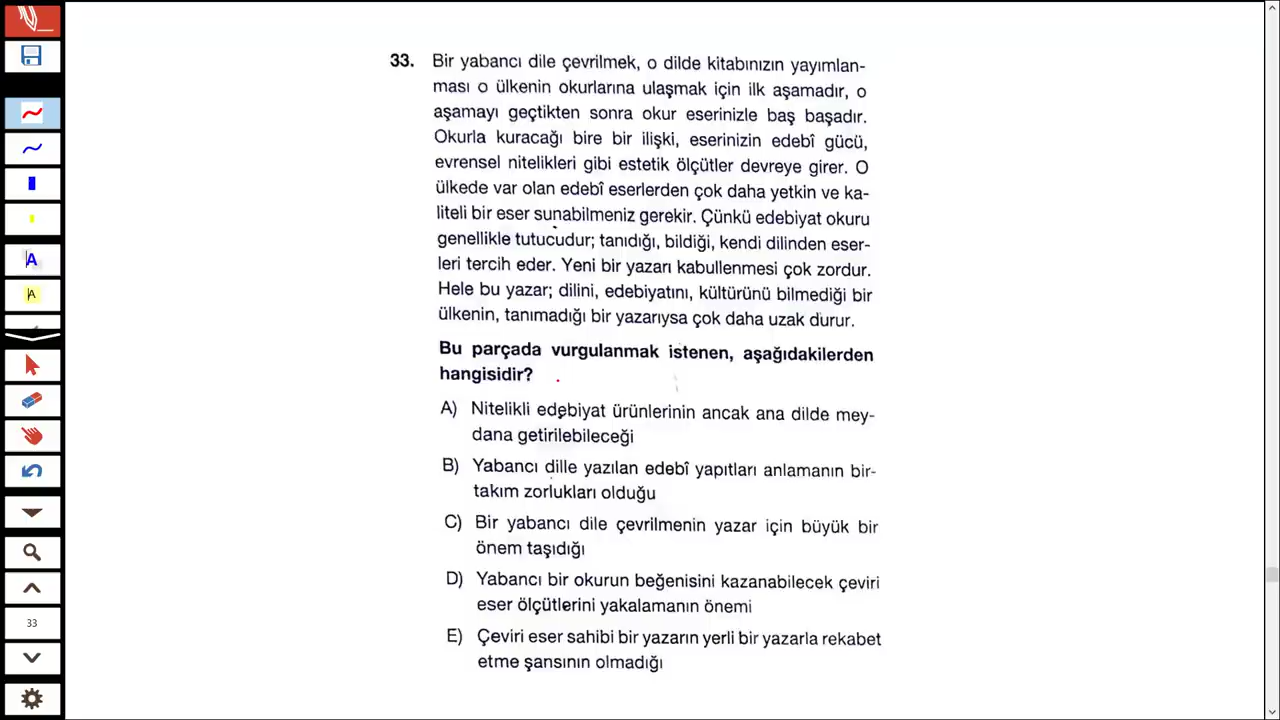 33. Bir yabancı dile çevrilmek, o dilde kitabınızın yayımlan-
ması o ülkenin okurlarına ulaşmak için ilk aşamadır, o
aşamayı geçtikten sonra okur eserinizle baş başadır.
Okurla kuracağı bire bir ilişki, eserinizin edebî gücü,
evrensel nitelikleri gibi estetik ölçütler devreye girer. O
ülkede var olan edebî eserlerden çok daha yetkin ve ka-
liteli bir eser sunabilmeniz gerekir. Çünkü edebiyat okuru
genellikle tutucudur; tanıdığı, bildiği, kendi dilinden eser-
leri tercih eder. Yeni bir yazarı kabullenmesi çok zordur.
Hele bu yazar; dilini, edebiyatını, kültürünü bilmediği bir
ülkenin, tanımadığı bir yazarıysa çok daha uzak durur.
Bu parçada vurgulanmak istenen, aşağıdakilerden
hangisidir?
A) Nitelikli edebiyat ürünlerinin ancak ana dilde mey-
dana getirilebileceği
B) Yabancı dille yazılan edebî yapıtları anlamanın bir-
takım zorlukları olduğu
C) Bir yabancı dile çevrilmenin yazar için büyük bir
önem taşıdığı
D) Yabancı bir okurun beğenisini kazanabilecek çeviri
eser ölçütlerini yakalamanın önemi
E) Çeviri eser sahibi bir yazarın yerli bir yazarla rekabet
etme şansının olmadığı
A
A
33